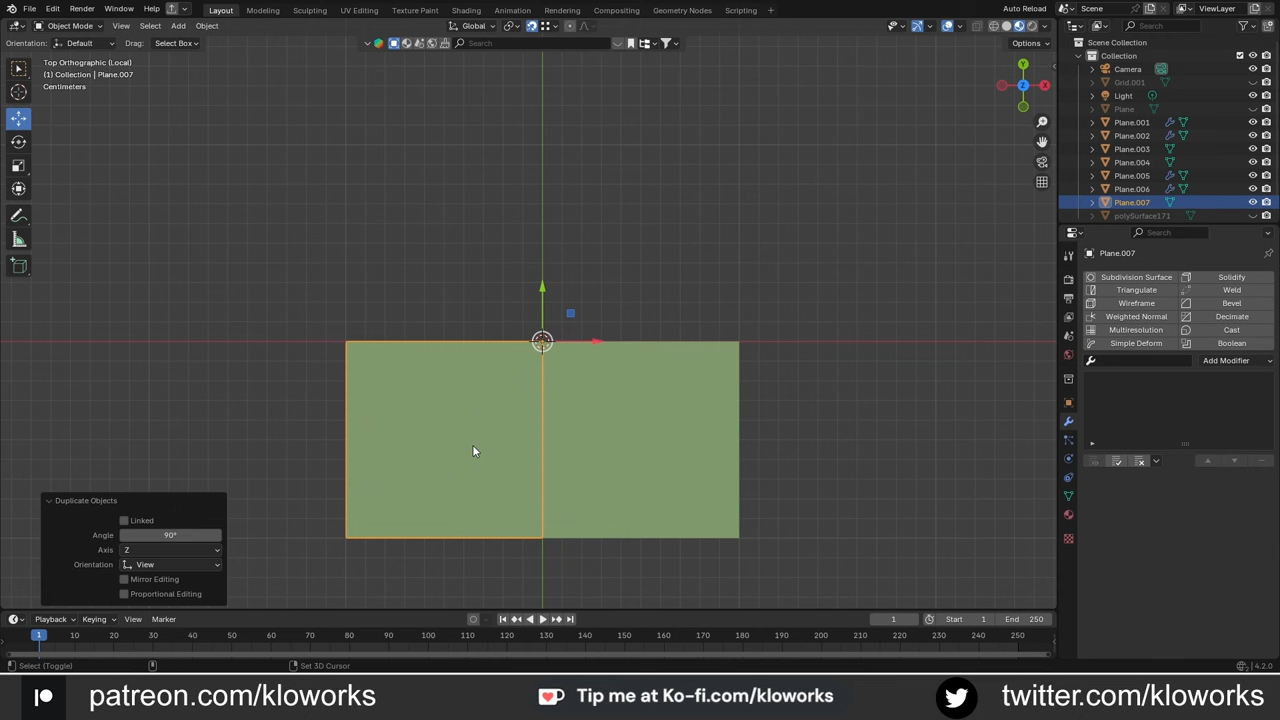 File Edit Render Window Help Layout Modeling Sculpting UV Editing Texture Paint Shading Animation Rendering Compositing Geometry Nodes Scripting Auto Reload Scene ViewLayer
Object Mode View Select Add Object Global
Orientation: Default Drag: Select Box Search Options
Top Orthographic (Local)
(1) Collection | Plane.007
Centimeters
Y
Z
X
Search
Scene Collection
Collection
Camera
Grid.001
Light
Plane
Plane.001
Plane.002
Plane.003
Plane.004
Plane.005
Plane.006
Plane.007
polySurface171
Search
Plane.007
Subdivision Surface Solidify
Triangulate Weld
Wireframe Bevel
Weighted Normal Decimate
Multiresolution Cast
Simple Deform Boolean
Add Modifier
Duplicate Objects
Linked
Angle 90°
Axis Z
Orientation View
Mirror Editing
Proportional Editing
Playback Keying View Marker 1 Start 1 End 250
1 10 20 30 40 50 60 70 80 90 100 110 120 130 140 150 160 170 180 190 200 210 220 230 240 250
Select (Toggle) Set 3D Cursor 4.2.0
patreon.com/kloworks Tip me at Ko-fi.com/kloworks twitter.com/kloworks